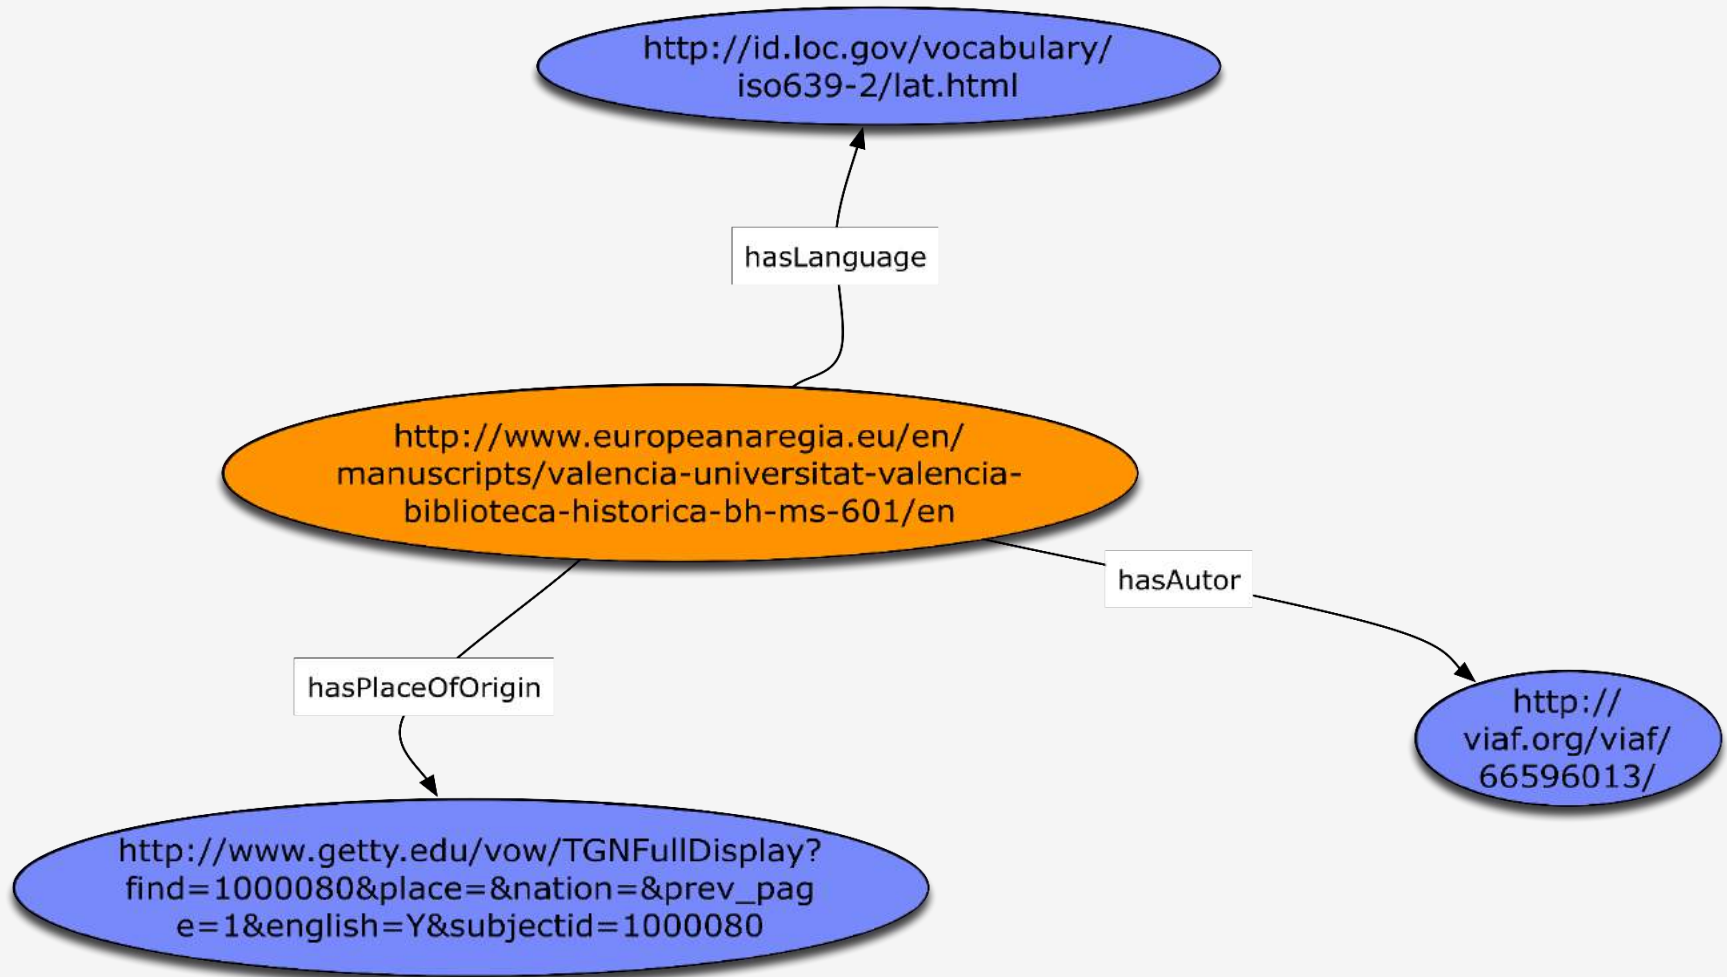 http://id.loc.gov/vocabulary/
iso639-2/lat.html
hasLanguage
http://www.europeanaregia.eu/en/
manuscripts/valencia-universitat-valencia-
biblioteca-historica-bh-ms-601/en
hasAutor
hasPlaceOfOrigin
http://
viaf.org/viaf/
66596013/
http://www.getty.edu/vow/TGNFullDisplay?
find=1000080&place=&nation=&prev_pag
e=1&english=Y&subjectid=1000080